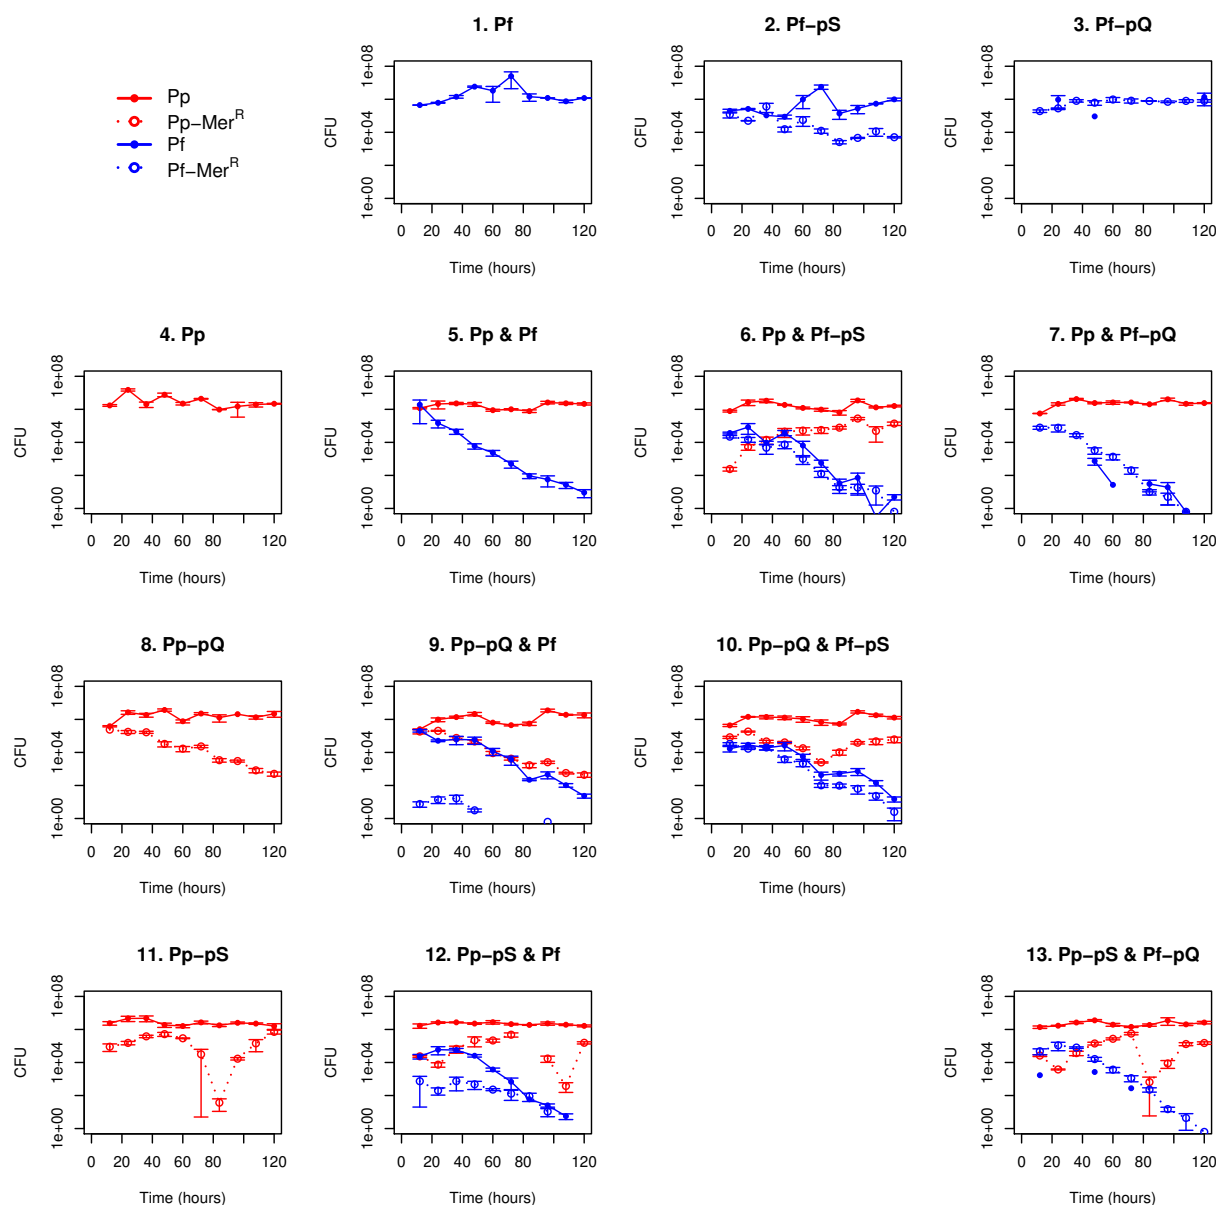 1. Pf
2. Pf−pS
3. Pf−pQ
Pp
Pp−Mer^R
Pf
Pf−Mer^R
CFU
1e+00 1e+04 1e+08
0 20 40 60 80 120
Time (hours)
CFU
1e+00 1e+04 1e+08
0 20 40 60 80 120
Time (hours)
CFU
1e+00 1e+04 1e+08
0 20 40 60 80 120
Time (hours)
4. Pp
5. Pp & Pf
6. Pp & Pf−pS
7. Pp & Pf−pQ
CFU
1e+00 1e+04 1e+08
0 20 40 60 80 120
Time (hours)
CFU
1e+00 1e+04 1e+08
0 20 40 60 80 120
Time (hours)
CFU
1e+00 1e+04 1e+08
0 20 40 60 80 120
Time (hours)
CFU
1e+00 1e+04 1e+08
0 20 40 60 80 120
Time (hours)
8. Pp−pQ
9. Pp−pQ & Pf
10. Pp−pQ & Pf−pS
CFU
1e+00 1e+04 1e+08
0 20 40 60 80 120
Time (hours)
CFU
1e+00 1e+04 1e+08
0 20 40 60 80 120
Time (hours)
CFU
1e+00 1e+04 1e+08
0 20 40 60 80 120
Time (hours)
11. Pp−pS
12. Pp−pS & Pf
13. Pp−pS & Pf−pQ
CFU
1e+00 1e+04 1e+08
0 20 40 60 80 120
Time (hours)
CFU
1e+00 1e+04 1e+08
0 20 40 60 80 120
Time (hours)
CFU
1e+00 1e+04 1e+08
0 20 40 60 80 120
Time (hours)